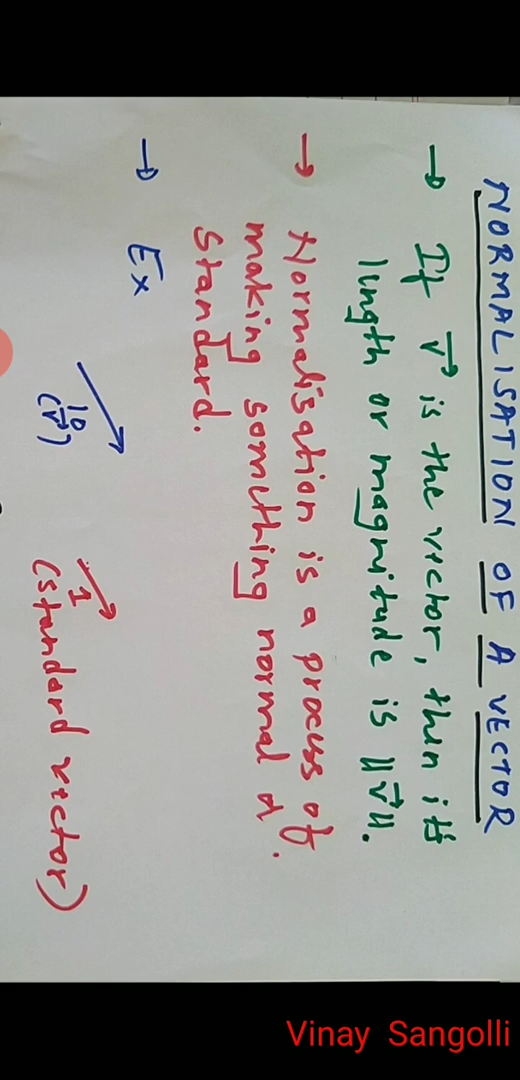 NORMALISATION OF A VECTOR
→ If v⃗ is the vector, then its
length or magnitude is ||v⃗||.
→ Normalisation is a process of
making something normal or
standard.
→ Ex
10
(v⃗)
1
(standard vector)
Vinay Sangolli